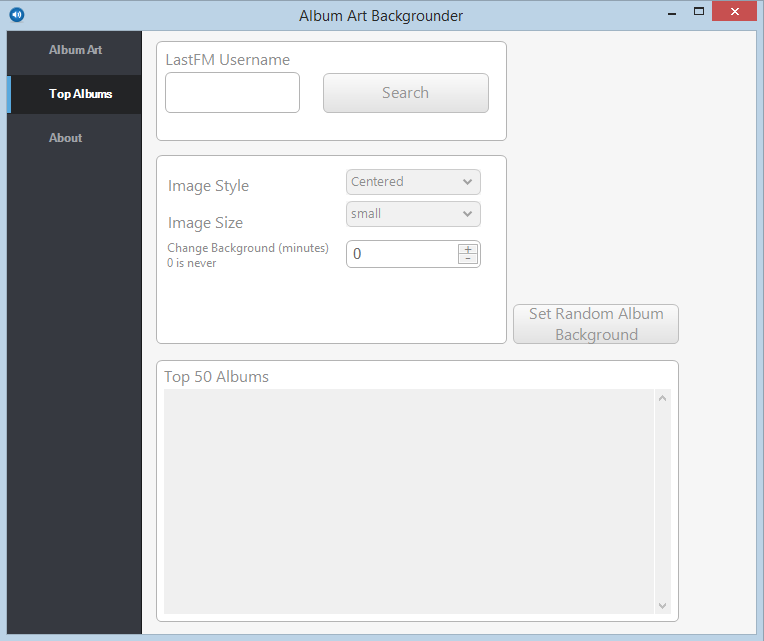 Album Art Backgrounder
Album Art
Top Albums
About
LastFM Username
Search
Image Style
Centered
Image Size
small
Change Background (minutes)
0 is never
0
Set Random Album
Background
Top 50 Albums